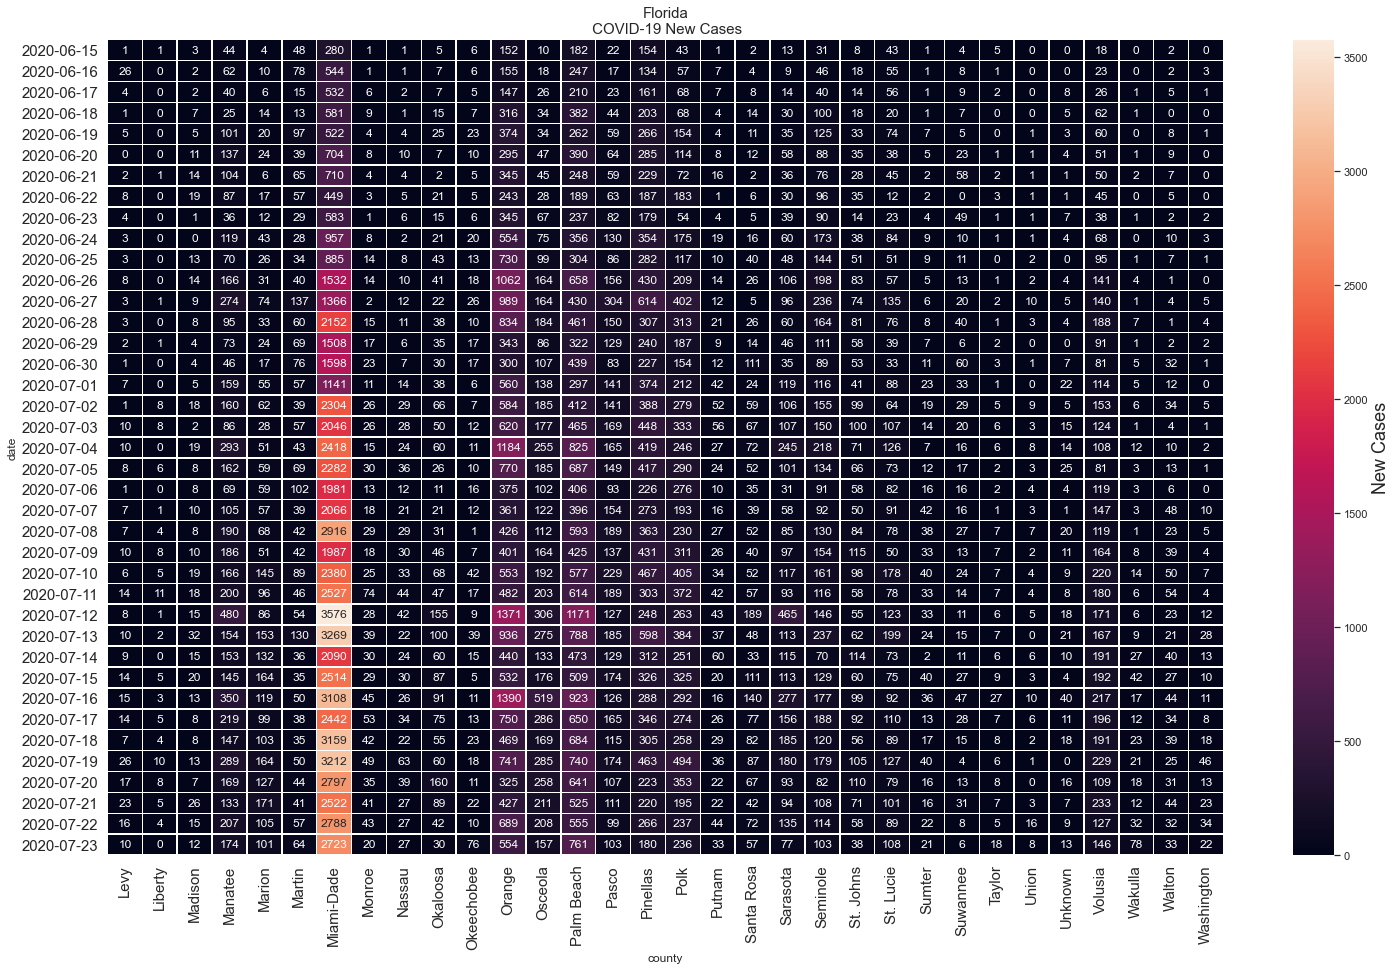 Florida
COVID-19 New Cases
2020-06-15 1 1 3 44 4 48 280 1 1 5 6 152 10 182 22 154 43 1 2 13 31 8 43 1 4 5 0 0 18 0 2 0
2020-06-16 26 0 2 62 10 78 544 1 1 7 6 155 18 247 17 134 57 7 4 9 46 18 55 1 8 1 0 0 23 0 2 3
2020-06-17 4 0 2 40 6 15 532 6 2 7 5 147 26 210 23 161 68 7 8 14 40 14 56 1 9 2 0 8 26 1 5 1
2020-06-18 1 0 7 25 14 13 581 9 1 15 7 316 34 382 44 203 68 4 14 30 100 18 20 1 7 0 0 5 62 1 0 0
2020-06-19 5 0 5 101 20 97 522 4 4 25 23 374 34 262 59 266 154 4 11 35 125 33 74 7 5 0 1 3 60 0 8 1
2020-06-20 0 0 11 137 24 39 704 8 10 7 10 295 47 390 64 285 114 8 12 58 88 35 38 5 23 1 1 4 51 1 9 0
2020-06-21 2 1 14 104 6 65 710 4 4 2 5 345 45 248 59 229 72 16 2 36 76 28 45 2 58 2 1 1 50 2 7 0
2020-06-22 8 0 19 87 17 57 449 3 5 21 5 243 28 189 63 187 183 1 6 30 96 35 12 2 0 3 1 1 45 0 5 0
2020-06-23 4 0 1 36 12 29 583 1 6 15 6 345 67 237 82 179 54 4 5 39 90 14 23 4 49 1 1 7 38 1 2 2
2020-06-24 3 0 0 119 43 28 957 8 2 21 20 554 75 356 130 354 175 19 16 60 173 38 84 9 10 1 1 4 68 0 10 3
2020-06-25 3 0 13 70 26 34 885 14 8 43 13 730 99 304 86 282 117 10 40 48 144 51 51 9 11 0 2 0 95 1 7 1
2020-06-26 8 0 14 166 31 40 1532 14 10 41 18 1062 164 658 156 430 209 14 26 106 198 83 57 5 13 1 2 4 141 4 1 0
2020-06-27 3 1 9 274 74 137 1366 2 12 22 26 989 164 430 304 614 402 12 5 96 236 74 135 6 20 2 10 5 140 1 4 5
2020-06-28 3 0 8 95 33 60 2152 15 11 38 10 834 184 461 150 307 313 21 26 60 164 81 76 8 40 1 3 4 188 7 1 4
2020-06-29 2 1 4 73 24 69 1508 17 6 35 17 343 86 322 129 240 187 9 14 46 111 58 39 7 6 2 0 0 91 1 2 2
2020-06-30 1 0 4 46 17 76 1598 23 7 30 17 300 107 439 83 227 154 12 111 35 89 53 33 11 60 3 1 7 81 5 32 1
2020-07-01 7 0 5 159 55 57 1141 11 14 38 6 560 138 297 141 374 212 42 24 119 116 41 88 23 33 1 0 22 114 5 12 0
2020-07-02 1 8 18 160 62 39 2304 26 29 66 7 584 185 412 141 388 279 52 59 106 155 99 64 19 29 5 9 5 153 6 34 5
2020-07-03 10 8 2 86 28 57 2046 26 28 50 12 620 177 465 169 448 333 56 67 107 150 100 107 14 20 6 3 15 124 1 4 1
2020-07-04 10 0 19 293 51 43 2418 15 24 60 11 1184 255 825 165 419 246 27 72 245 218 71 126 7 16 6 8 14 108 12 10 2
2020-07-05 8 6 8 162 59 69 2282 30 36 26 10 770 185 687 149 417 290 24 52 101 134 66 73 12 17 2 3 25 81 3 13 1
2020-07-06 1 0 8 69 59 102 1981 13 12 11 16 375 102 406 93 226 276 10 35 31 91 58 82 16 16 2 4 4 119 3 6 0
2020-07-07 7 1 10 105 57 39 2066 18 21 21 12 361 122 396 154 273 193 16 39 58 92 50 91 42 16 1 3 1 147 3 48 10
2020-07-08 7 4 8 190 68 42 2916 29 29 31 1 426 112 593 189 363 230 27 52 85 130 84 78 38 27 7 7 20 119 1 23 5
2020-07-09 10 8 10 186 51 42 1987 18 30 46 7 401 164 425 137 431 311 26 40 97 154 115 50 33 13 7 2 11 164 8 39 4
2020-07-10 6 5 19 166 145 89 2380 25 33 68 42 553 192 577 229 467 405 34 52 117 161 98 178 40 24 7 4 9 220 14 50 7
2020-07-11 14 11 18 200 96 46 2527 74 44 47 17 482 203 614 189 303 372 42 57 93 116 58 78 33 14 7 4 8 180 6 54 4
2020-07-12 8 1 15 480 86 54 3576 28 42 155 9 1371 306 1171 127 248 263 43 189 465 146 55 123 33 11 6 5 18 171 6 23 12
2020-07-13 10 2 32 154 153 130 3269 39 22 100 39 936 275 788 185 598 384 37 48 113 237 62 199 24 15 7 0 21 167 9 21 28
2020-07-14 9 0 15 153 132 36 2090 30 24 60 15 440 133 473 129 312 251 60 33 115 70 114 73 2 11 6 6 10 191 27 40 13
2020-07-15 14 5 20 145 164 35 2514 29 30 87 5 532 176 509 174 326 325 20 111 113 129 60 75 40 27 9 3 4 192 42 27 10
2020-07-16 15 3 13 350 119 50 3108 45 26 91 11 1390 519 923 126 288 292 16 140 277 177 99 92 36 47 27 10 40 217 17 44 11
2020-07-17 14 5 8 219 99 38 2442 53 34 75 13 750 286 650 165 346 274 26 77 156 188 92 110 13 28 7 6 11 196 12 34 8
2020-07-18 7 4 8 147 103 35 3159 42 22 55 23 469 169 684 115 305 258 29 82 185 120 56 89 17 15 8 2 18 191 23 39 18
2020-07-19 26 10 13 289 164 50 3212 49 63 60 18 741 285 740 174 463 494 36 87 180 179 105 127 40 4 6 1 0 229 21 25 46
2020-07-20 17 8 7 169 127 44 2797 35 39 160 11 325 258 641 107 223 353 22 67 93 82 110 79 16 13 8 0 16 109 18 31 13
2020-07-21 23 5 26 133 171 41 2522 41 27 89 22 427 211 525 111 220 195 22 42 94 108 71 101 16 31 7 3 7 233 12 44 23
2020-07-22 16 4 15 207 105 57 2788 43 27 42 10 689 208 555 99 266 237 44 72 135 114 58 89 22 8 5 16 9 127 32 32 34
2020-07-23 10 0 12 174 101 64 2723 20 27 30 76 554 157 761 103 180 236 33 57 77 103 38 108 21 6 18 8 13 146 78 33 22
date
Levy Liberty Madison Manatee Marion Martin Miami-Dade Monroe Nassau Okaloosa Okeechobee Orange Osceola Palm Beach Pasco Pinellas Polk Putnam Santa Rosa Sarasota Seminole St. Johns St. Lucie Sumter Suwannee Taylor Union Unknown Volusia Wakulla Walton Washington
county
3500
3000
2500
2000
1500
1000
500
0
New Cases